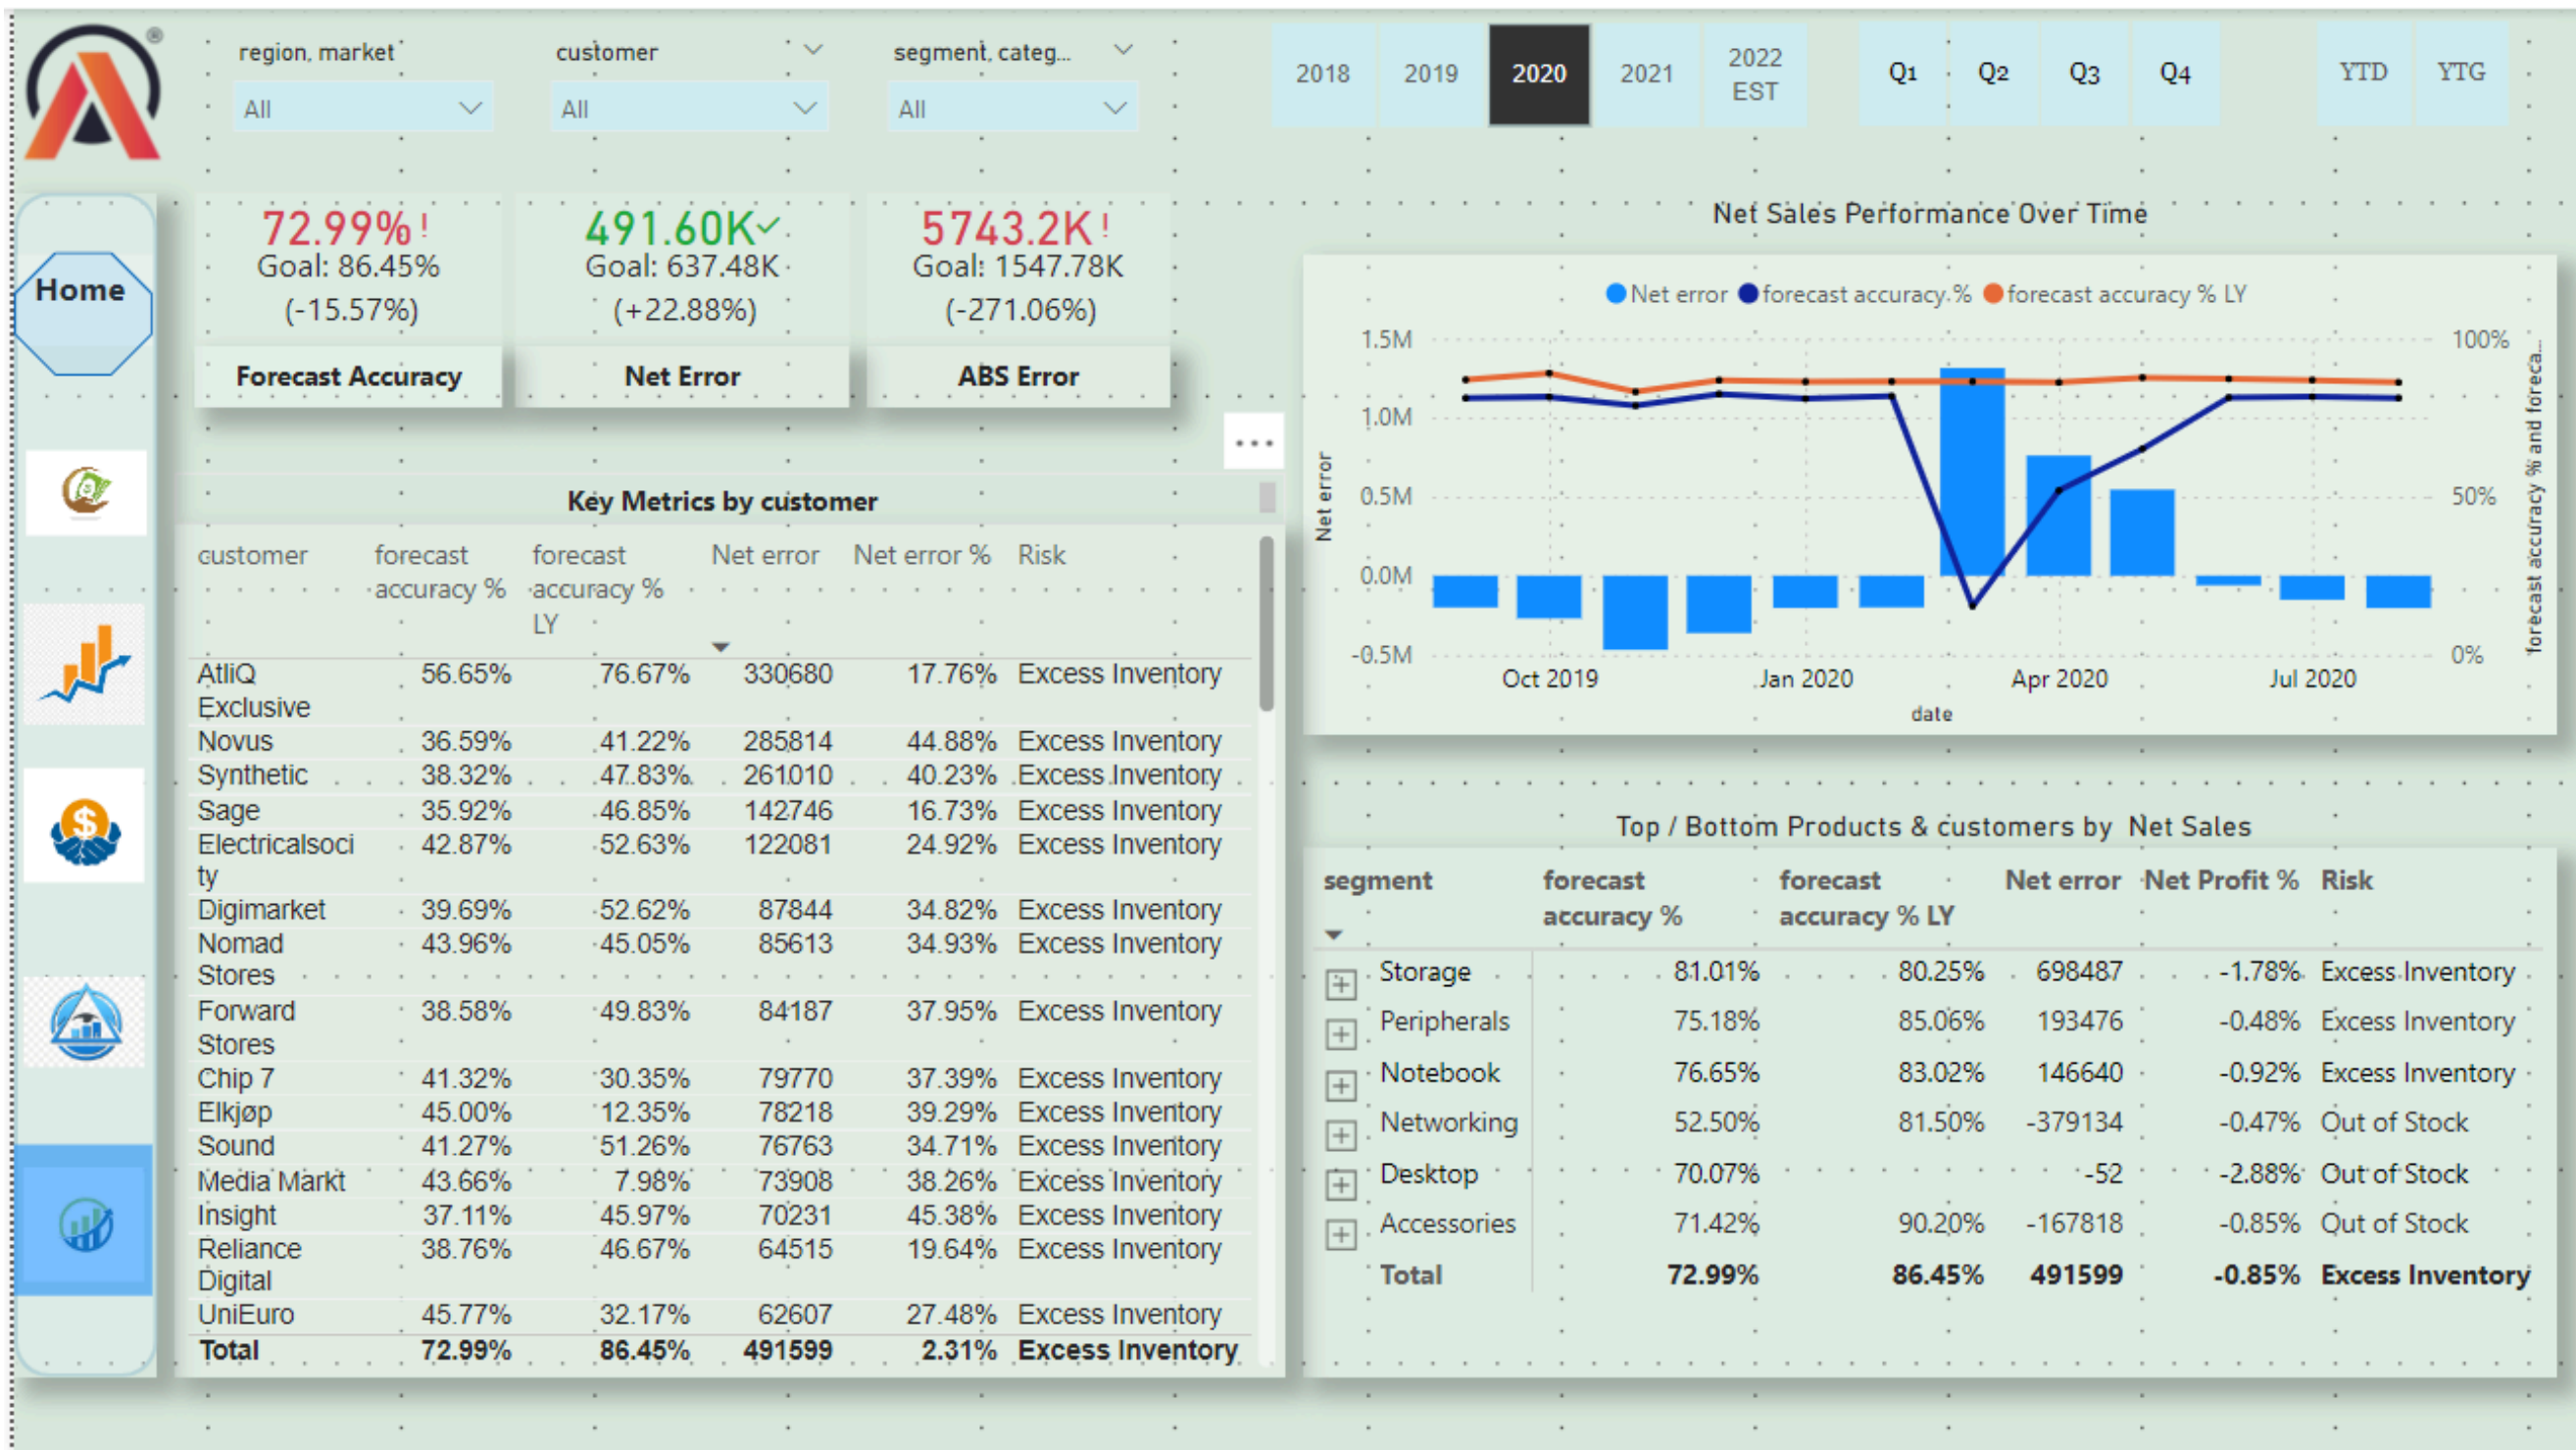 ®
region, market
customer
segment, categ...
All
All
All
2018
2019
2020
2021
2022
EST
Q1
Q2
Q3
Q4
YTD
YTG
Home
72.99%!
Goal: 86.45%
(-15.57%)
Forecast Accuracy
491.60K✓
Goal: 637.48K
(+22.88%)
Net Error
5743.2K!
Goal: 1547.78K
(-271.06%)
ABS Error
...
Key Metrics by customer
customer forecast accuracy % forecast accuracy % LY Net error Net error % Risk
AtliQ Exclusive 56.65% 76.67% 330680 17.76% Excess Inventory
Novus 36.59% 41.22% 285814 44.88% Excess Inventory
Synthetic 38.32% 47.83% 261010 40.23% Excess Inventory
Sage 35.92% 46.85% 142746 16.73% Excess Inventory
Electricalsocity 42.87% 52.63% 122081 24.92% Excess Inventory
Digimarket 39.69% 52.62% 87844 34.82% Excess Inventory
Nomad Stores 43.96% 45.05% 85613 34.93% Excess Inventory
Forward Stores 38.58% 49.83% 84187 37.95% Excess Inventory
Chip 7 41.32% 30.35% 79770 37.39% Excess Inventory
Elkjøp 45.00% 12.35% 78218 39.29% Excess Inventory
Sound 41.27% 51.26% 76763 34.71% Excess Inventory
Media Markt 43.66% 7.98% 73908 38.26% Excess Inventory
Insight 37.11% 45.97% 70231 45.38% Excess Inventory
Reliance Digital 38.76% 46.67% 64515 19.64% Excess Inventory
UniEuro 45.77% 32.17% 62607 27.48% Excess Inventory
Total 72.99% 86.45% 491599 2.31% Excess Inventory
Net Sales Performance Over Time
Net error forecast accuracy % forecast accuracy % LY
1.5M
1.0M
0.5M
0.0M
-0.5M
Net error
100%
50%
0%
forecast accuracy % and foreca...
Oct 2019
Jan 2020
Apr 2020
Jul 2020
date
Top / Bottom Products & customers by Net Sales
segment forecast accuracy % forecast accuracy % LY Net error Net Profit % Risk
Storage 81.01% 80.25% 698487 -1.78% Excess Inventory
Peripherals 75.18% 85.06% 193476 -0.48% Excess Inventory
Notebook 76.65% 83.02% 146640 -0.92% Excess Inventory
Networking 52.50% 81.50% -379134 -0.47% Out of Stock
Desktop 70.07% -52 -2.88% Out of Stock
Accessories 71.42% 90.20% -167818 -0.85% Out of Stock
Total 72.99% 86.45% 491599 -0.85% Excess Inventory